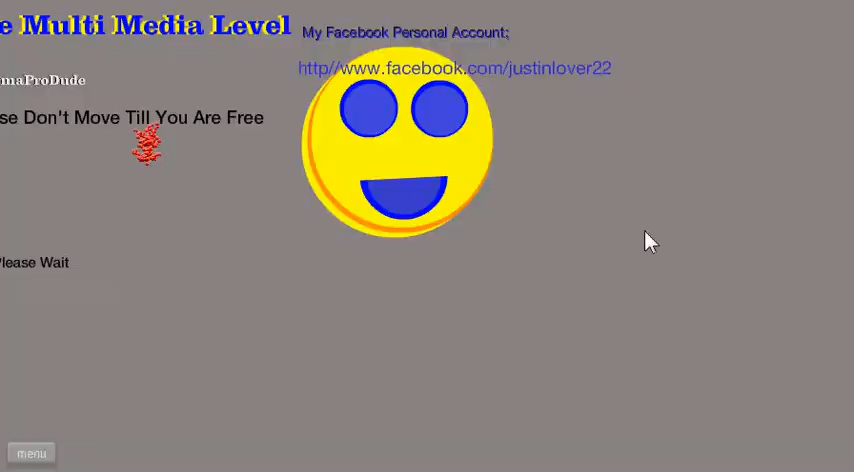 e Multi Media Level
My Facebook Personal Account;
http//www.facebook.com/justinlover22
maProDude
se Don't Move Till You Are Free
Please Wait
menu